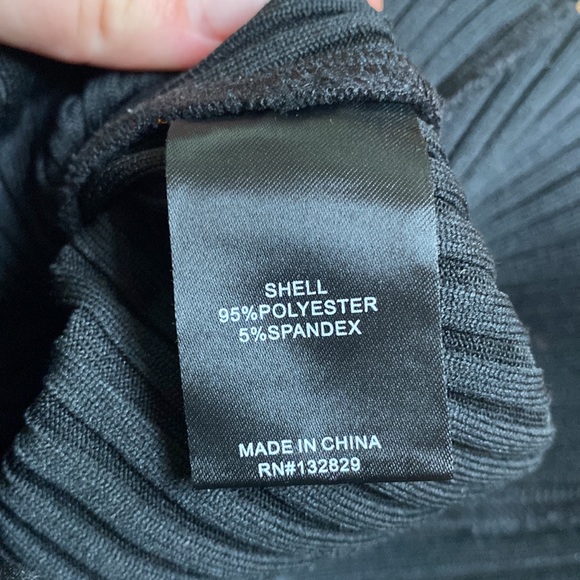 SHELL
95%POLYESTER
5%SPANDEX
MADE IN CHINA
RN#132829